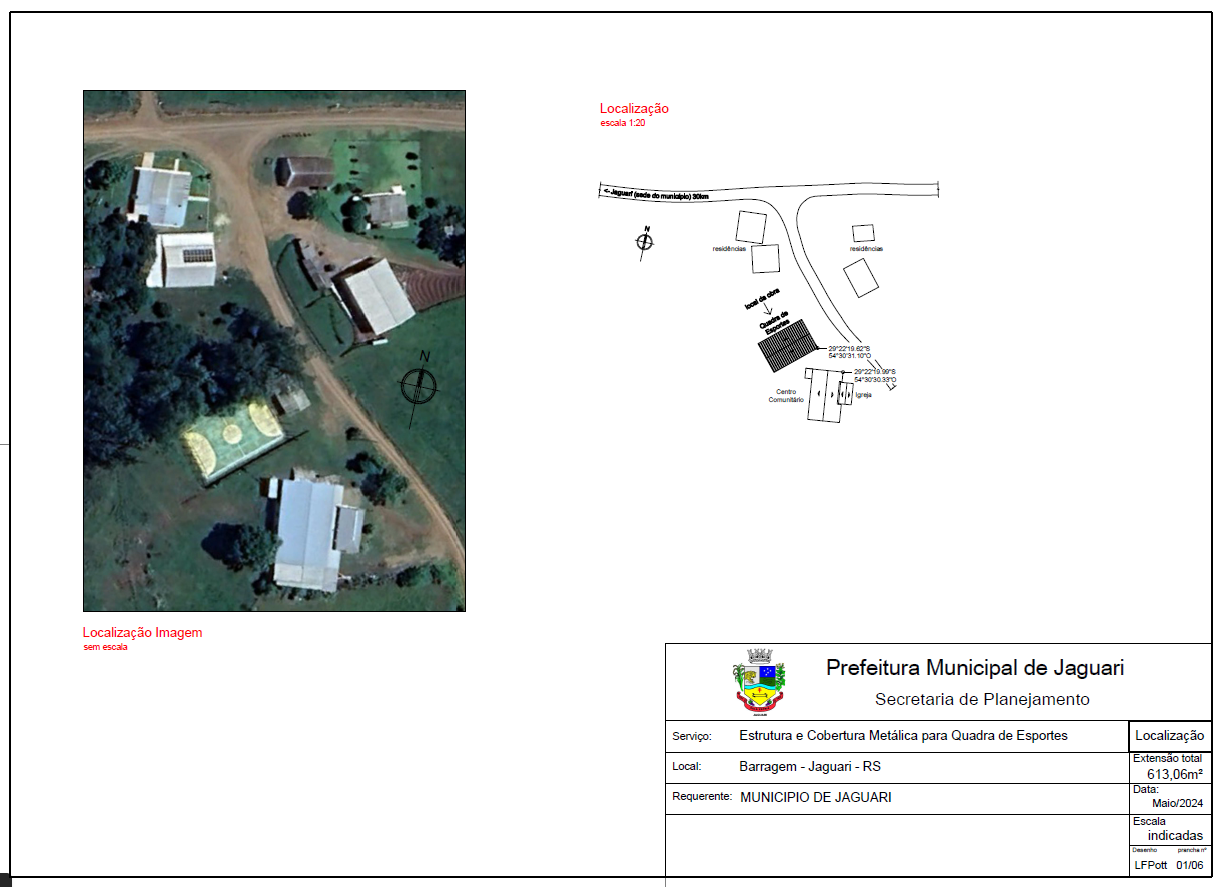 Localização
escala 1:20
<- Jaguari (sede do município) 30km
N
residências
residências
local da obra
Quadra de
Esportes
29°22'19.62"S
54°30'31.10"O
29°22'19.99"S
54°30'30.33"O
Centro
Comunitário
Igreja
N
Localização Imagem
sem escala
JAGUARI
Prefeitura Municipal de Jaguari
Secretaria de Planejamento
Serviço: Estrutura e Cobertura Metálica para Quadra de Esportes
Localização
Local: Barragem - Jaguari - RS
Extensão total
613,06m²
Requerente: MUNICIPIO DE JAGUARI
Data:
Maio/2024
Escala
indicadas
Desenho prancha nº
LFPott 01/06